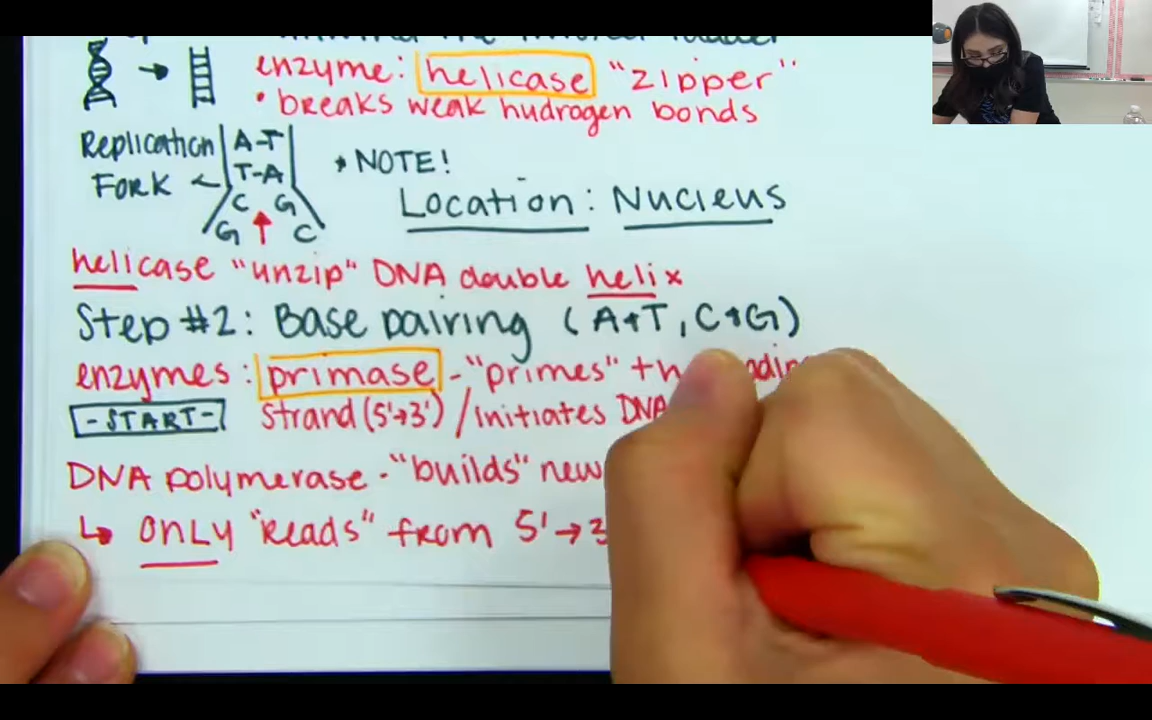 enzyme: helicase "zipper"
• breaks weak hydrogen bonds
Replication A-T
Fork ← T-A * NOTE!
C G Location: Nucleus
G C
helicase "unzip" DNA double helix
Step #2: Base pairing (A+T, C+G)
enzymes: primase - "primes" the
-START- Strand (5'→3') / initiates DNA
DNA polymerase - "builds" new
↳ ONLY "reads" from 5' → 3